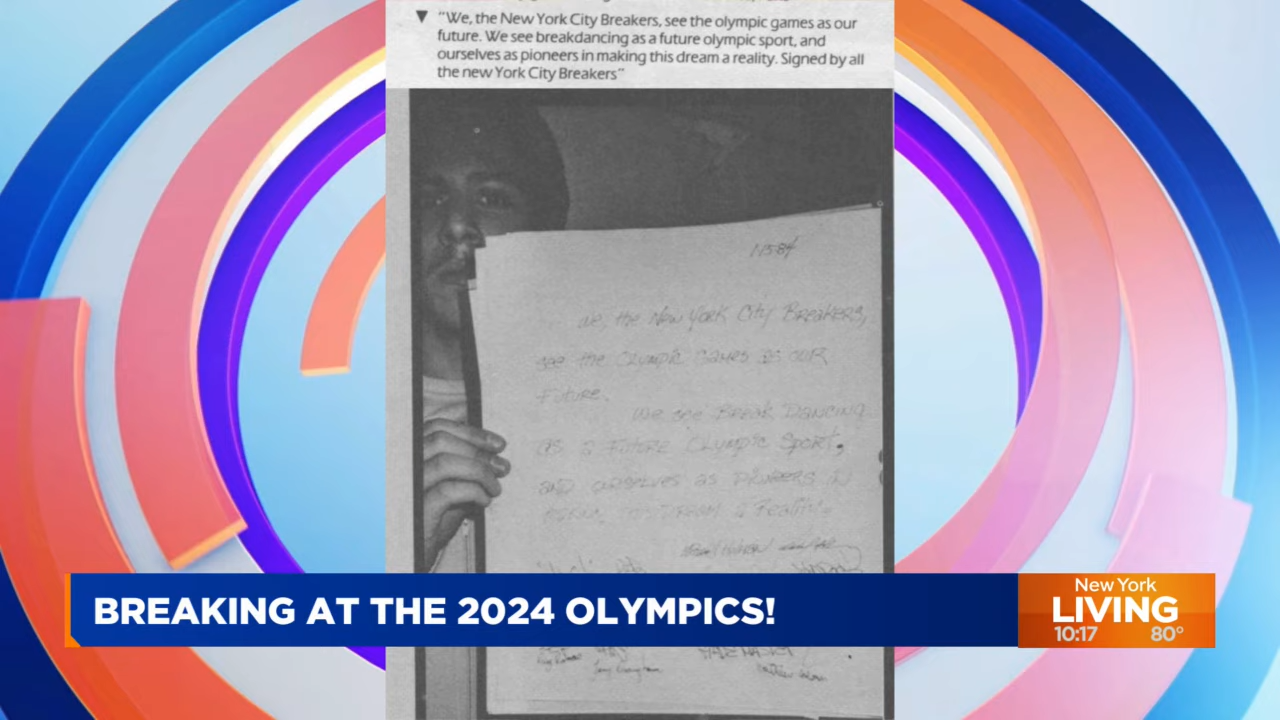 ▼ "We, the New York City Breakers, see the olympic games as our
future. We see breakdancing as a future olympic sport, and
ourselves as pioneers in making this dream a reality. Signed by all
the new York City Breakers"
1-15-84
We, the New York City Breakers,
see the Olympic Games as our
Future.
We see Break Dancing
as a Future Olympic Sport,
and ourselves as pioneers in
this dream a reality.
BREAKING AT THE 2024 OLYMPICS!
New York
LIVING
10:17 80°